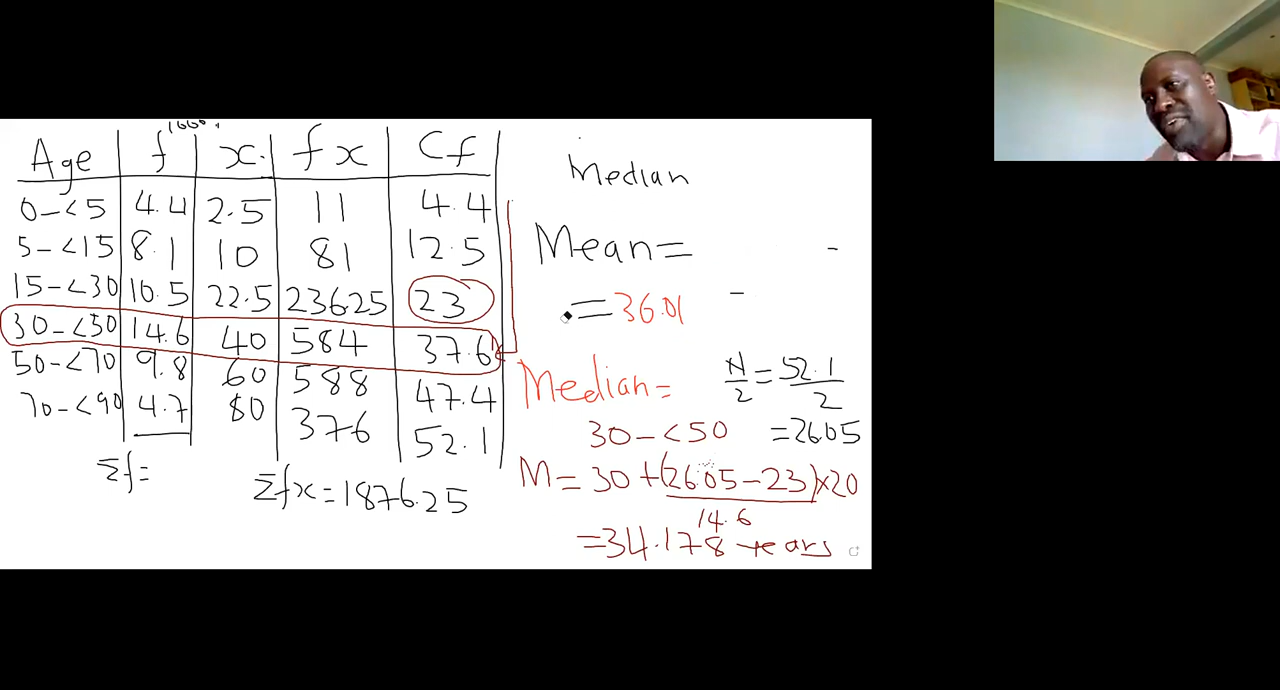 Age f '000' x. fx Cf
0-<5 4.4 2.5 11 4.4
5-<15 8.1 10 81 12.5
15-<30 10.5 22.5 236.25 23
30-<50 14.6 40 584 37.6
50-<70 9.8 60 588 47.4
70-<90 4.7 80 376 52.1
Σf=
Σfx=1876.25
Median
Mean=
=36.01
Median=
N/2=52.1/2
30-<50 =26.05
M=30+(26.05-23)×20
14.6
=34.178 years